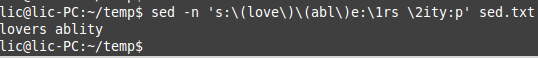 lic@lic-PC:~/temp$ sed -n 's:\(love\)\(abl\)e:\1rs \2ity:p' sed.txt
lovers ablity
lic@lic-PC:~/temp$